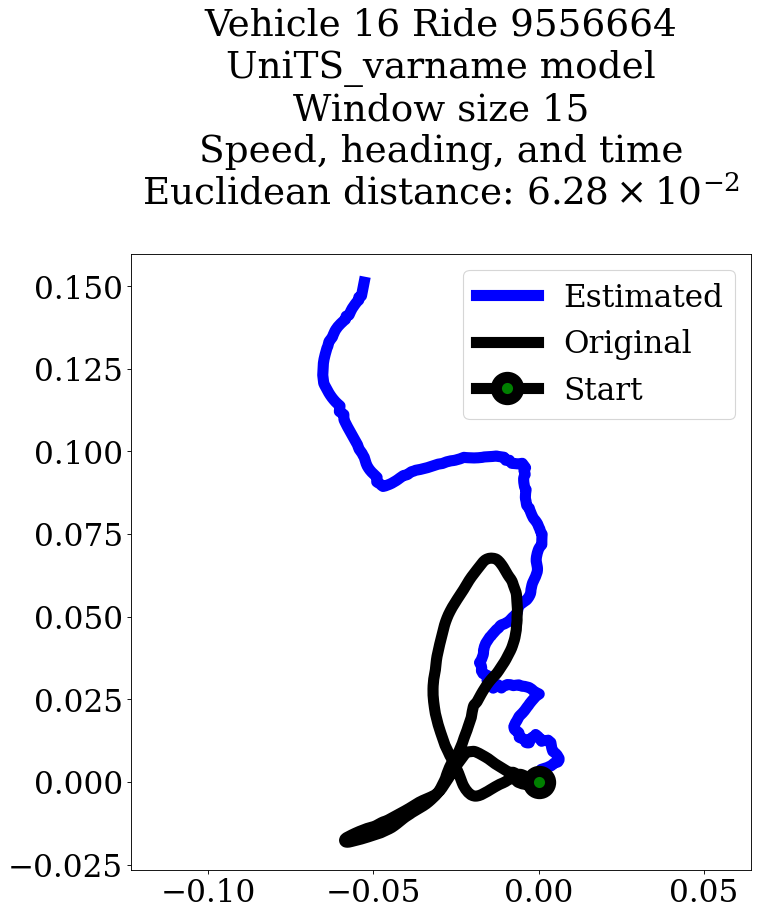 Vehicle 16 Ride 9556664
UniTS_varname model
Window size 15
Speed, heading, and time
Euclidean distance: 6.28 × 10⁻²
Estimated
Original
Start
0.150
0.125
0.100
0.075
0.050
0.025
0.000
−0.025
−0.10
−0.05
0.00
0.05